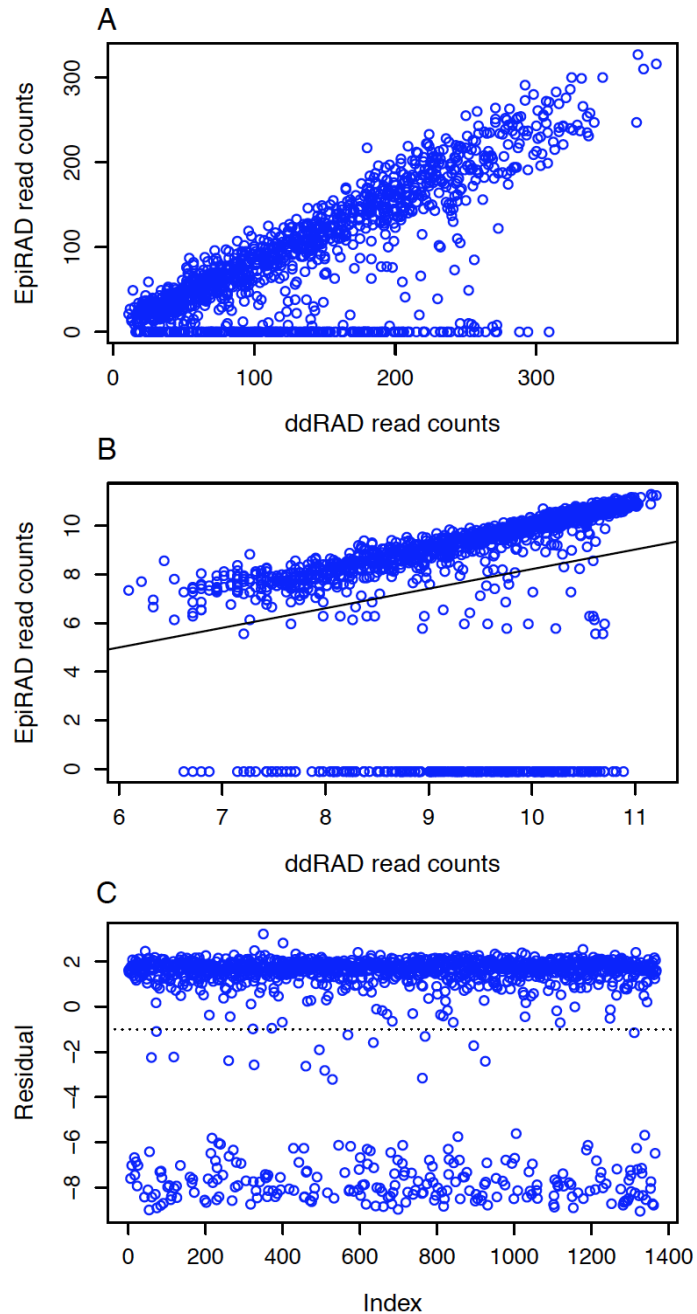 A
EpiRAD read counts
300
200
100
0
0 100 200 300
ddRAD read counts
B
EpiRAD read counts
10
8
6
4
2
0
6 7 8 9 10 11
ddRAD read counts
C
Residual
2
0
−2
−4
−6
−8
0 200 400 600 800 1000 1200 1400
Index